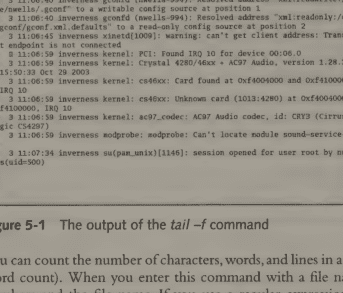 3 11:06:40 inverness gconfd (nwells-994): Resolved address
e/nwells/.gconf" to a writable config source at position 1
3 11:06:40 inverness gconfd (nwells-994): Resolved address "xml:readonly:/
gconf/gconf.xml.defaults" to a read-only config source at position 2
3 11:06:45 inverness xinetd[1009]: warning: can't get client address: Trans
t endpoint is not connected
3 11:06:59 inverness kernel: PCI: Found IRQ 10 for device 00:06.0
3 11:06:59 inverness kernel: Crystal 4280/46xx + AC97 Audio, version 1.28.
15:50:33 Oct 29 2003
3 11:06:59 inverness kernel: cs46xx: Card found at 0xf4004000 and 0xf410000
IRQ 10
3 11:06:59 inverness kernel: cs46xx: Unknown card (1013:4280) at 0xf4004000
f4100000, IRQ 10
3 11:06:59 inverness kernel: ac97_codec: AC97 Audio codec, id: CRY3 (Cirrus
gic CS4297)
3 11:06:59 inverness modprobe: modprobe: Can't locate module sound-service
3 11:07:34 inverness su(pam_unix)[1146]: session opened for user root by n
s(uid=500)
gure 5-1 The output of the tail –f command
u can count the number of characters, words, and lines in a
ord count). When you enter this command with a file na